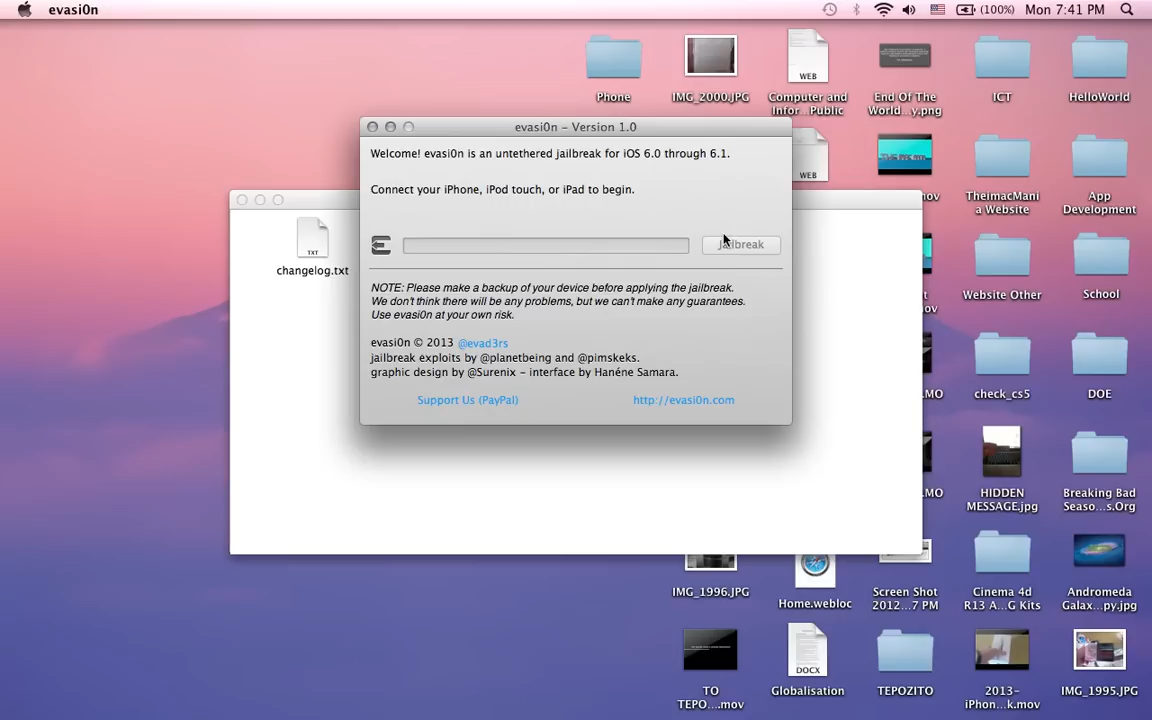 evasi0n
(100%) Mon 7:41 PM
Phone
IMG_2000.JPG
WEB
Computer and
Infor...Public
End Of The
World...y.png
ICT
HelloWorld
evasi0n – Version 1.0
Welcome! evasi0n is an untethered jailbreak for iOS 6.0 through 6.1.
Connect your iPhone, iPod touch, or iPad to begin.
Jailbreak
NOTE: Please make a backup of your device before applying the jailbreak.
We don't think there will be any problems, but we can't make any guarantees.
Use evasi0n at your own risk.
evasi0n © 2013 @evad3rs
jailbreak exploits by @planetbeing and @pimskeks.
graphic design by @Surenix – interface by Hanéne Samara.
Support Us (PayPal)
http://evasi0n.com
TXT
changelog.txt
WEB
ov
TheimacMani
a Website
App
Development
t
ov
Website Other
School
.MO
check_cs5
DOE
.MO
HIDDEN
MESSAGE.jpg
Breaking Bad
Seaso...s.Org
IMG_1996.JPG
Home.webloc
Screen Shot
2012...7 PM
Cinema 4d
R13 A...G Kits
Andromeda
Galax...py.jpg
DOCX
TO
TEPO...mov
Globalisation
TEPOZITO
2013-
iPhon...k.mov
IMG_1995.JPG